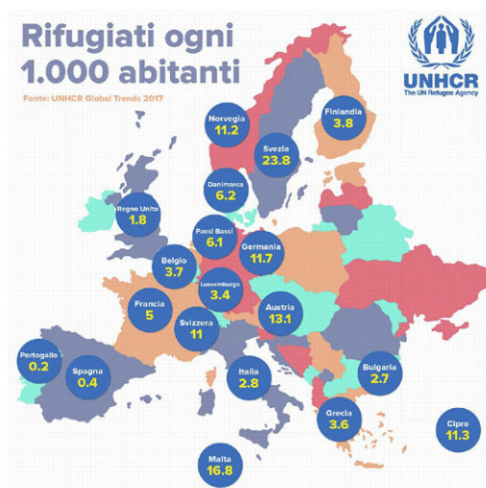 Rifugiati ogni
1.000 abitanti
Fonte: UNHCR Global Trends 2017
UNHCR
The UN Refugee Agency
Norvegia
11.2
Finlandia
3.8
Svezia
23.8
Danimarca
6.2
Regno Unito
1.8
Paesi Bassi
6.1
Germania
11.7
Belgio
3.7
Lussemburgo
3.4
Francia
5
Austria
13.1
Svizzera
11
Portogallo
0.2
Spagna
0.4
Italia
2.8
Bulgaria
2.7
Grecia
3.6
Cipro
11.3
Malta
16.8